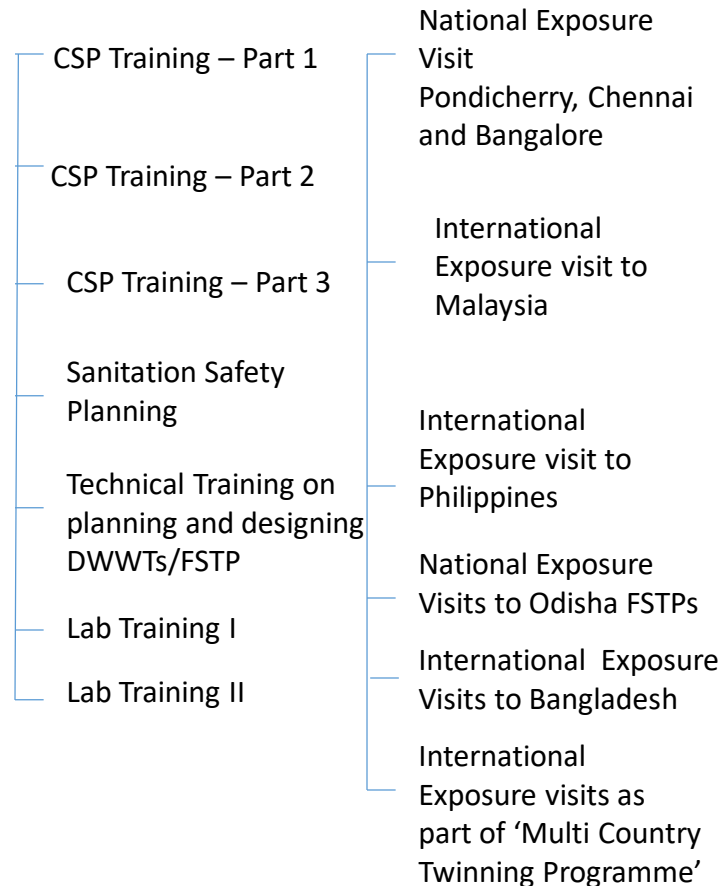 CSP Training – Part 1
CSP Training – Part 2
CSP Training – Part 3
Sanitation Safety
Planning
Technical Training on
planning and designing
DWWTs/FSTP
Lab Training I
Lab Training II
National Exposure
Visit
Pondicherry, Chennai
and Bangalore
International
Exposure visit to
Malaysia
International
Exposure visit to
Philippines
National Exposure
Visits to Odisha FSTPs
International  Exposure
Visits to Bangladesh
International
Exposure visits as
part of ‘Multi Country
Twinning Programme’